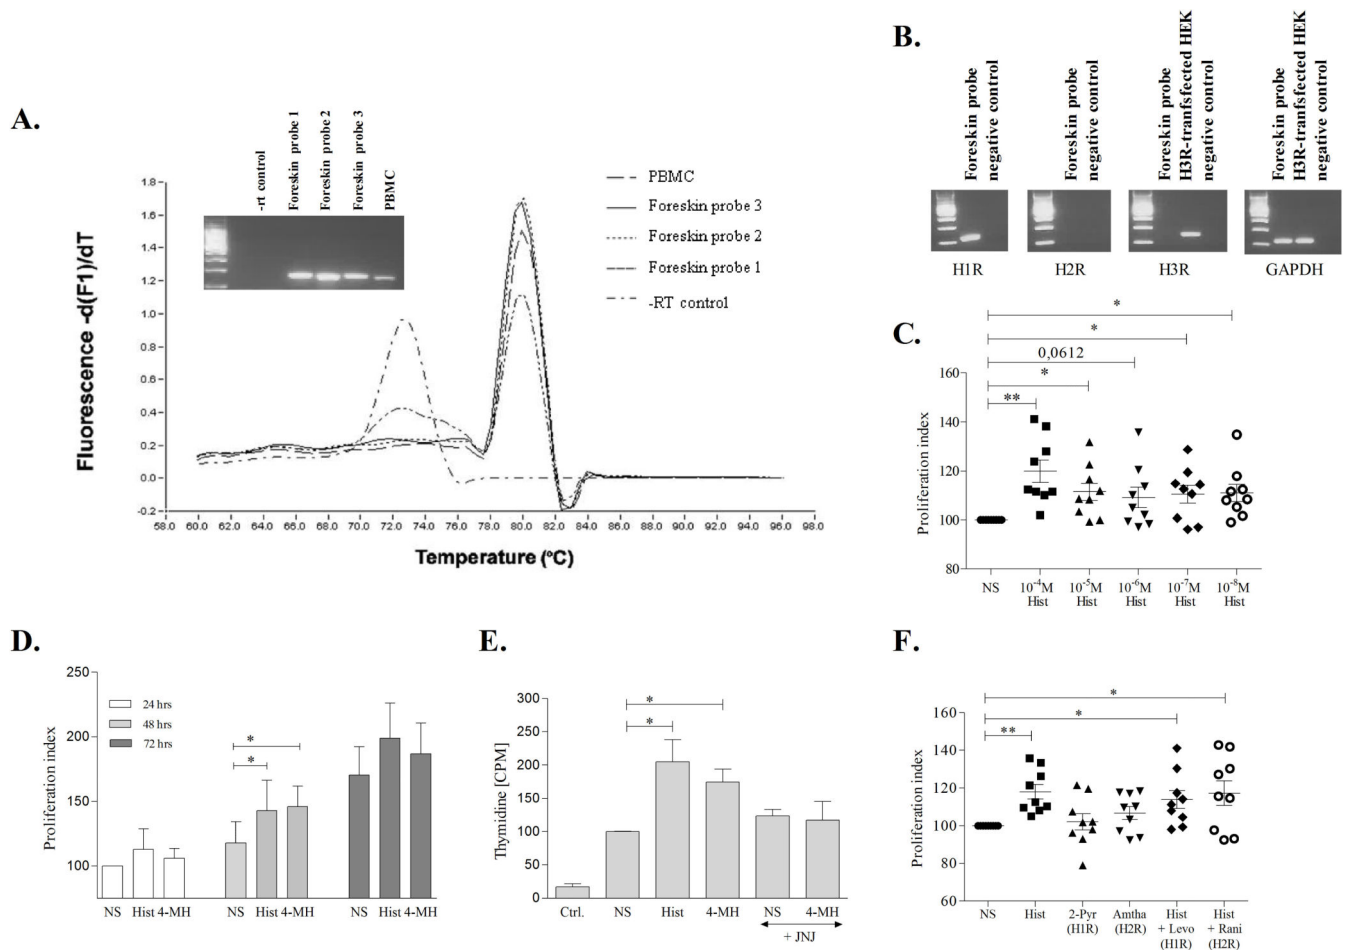 A.
-rt control
Foreskin probe 1
Foreskin probe 2
Foreskin probe 3
PBMC
PBMC
Foreskin probe 3
Foreskin probe 2
Foreskin probe 1
-RT control
Fluorescence -d(F1)/dT
1.8
1.6
1.4
1.2
1.0
0.8
0.6
0.4
0.2
0.0
-0.2
58.0 60.0 62.0 64.0 66.0 68.0 70.0 72.0 74.0 76.0 78.0 80.0 82.0 84.0 86.0 88.0 90.0 92.0 94.0 96.0 98.0
Temperature (°C)
B.
Foreskin probe
negative control
Foreskin probe
negative control
Foreskin probe
H3R-transfected HEK
negative control
Foreskin probe
H3R-transfected HEK
negative control
H1R
H2R
H3R
GAPDH
C.
*
*
0,0612
*
**
Proliferation index
160
140
120
100
80
NS 10⁻⁴M 10⁻⁵M 10⁻⁶M 10⁻⁷M 10⁻⁸M
Hist Hist Hist Hist Hist
D.
Proliferation index
250
200
150
100
24 hrs
48 hrs
72 hrs
*
*
NS Hist 4-MH NS Hist 4-MH NS Hist 4-MH
E.
Thymidine [CPM]
300
250
200
150
100
50
0
*
*
Ctrl. NS Hist 4-MH NS 4-MH
+ JNJ
F.
*
*
**
Proliferation index
160
140
120
100
80
60
NS Hist 2-Pyr Amtha Hist Hist
(H1R) (H2R) + Levo + Rani
(H1R) (H2R)